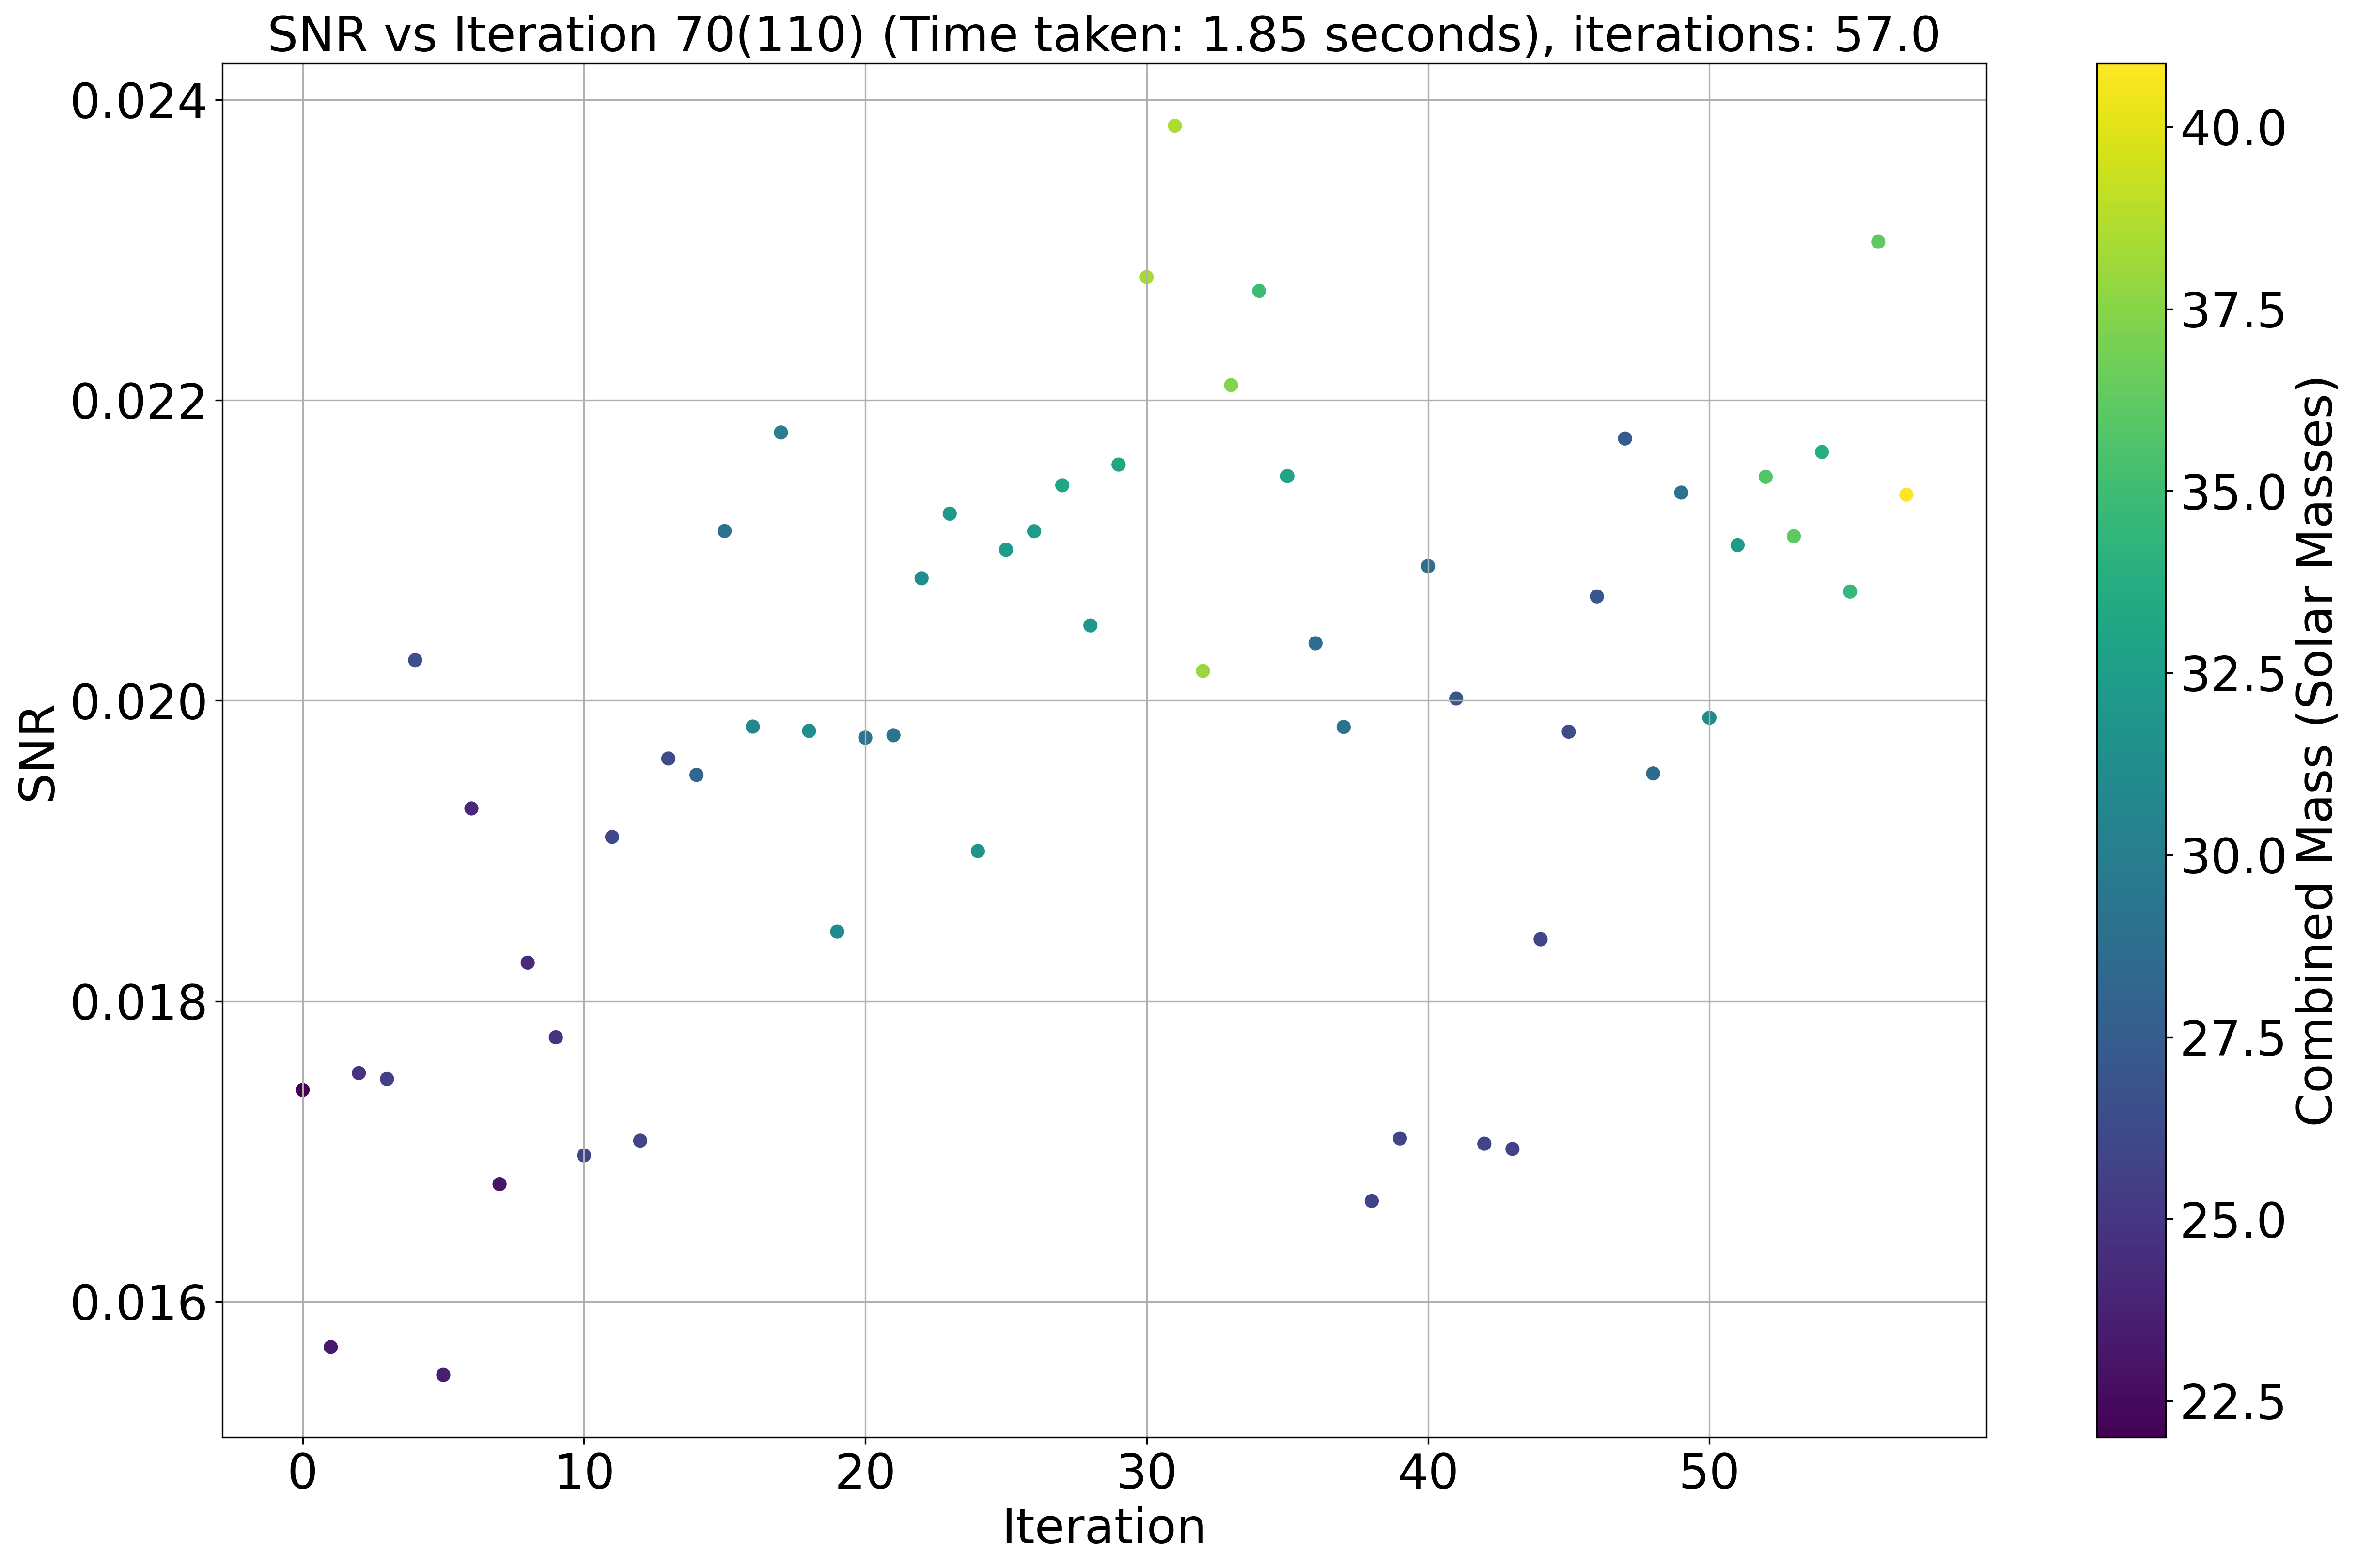 SNR vs Iteration 70(110) (Time taken: 1.85 seconds), iterations: 57.0
0.024
0.022
0.020
0.018
0.016
SNR
0 10 20 30 40 50
Iteration
40.0
37.5
35.0
32.5
30.0
27.5
25.0
22.5
Combined Mass (Solar Masses)